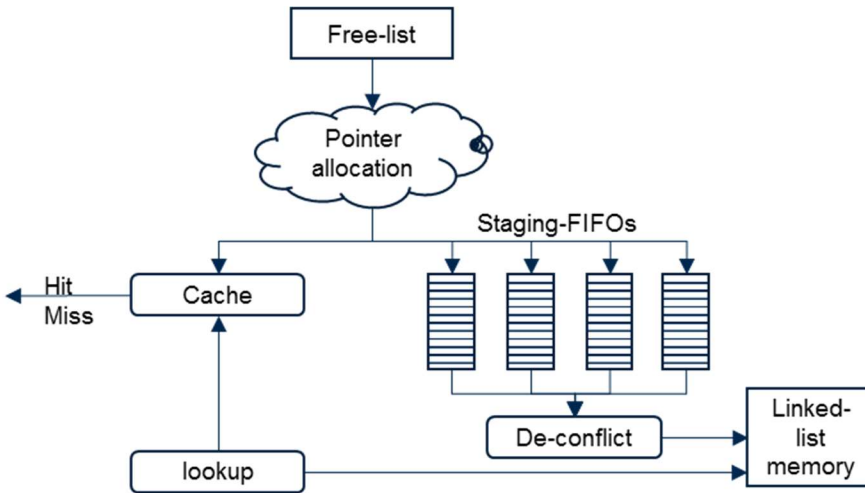 Free-list
Pointer
allocation
Staging-FIFOs
Hit
Miss
Cache
De-conflict
Linked-
list
memory
lookup